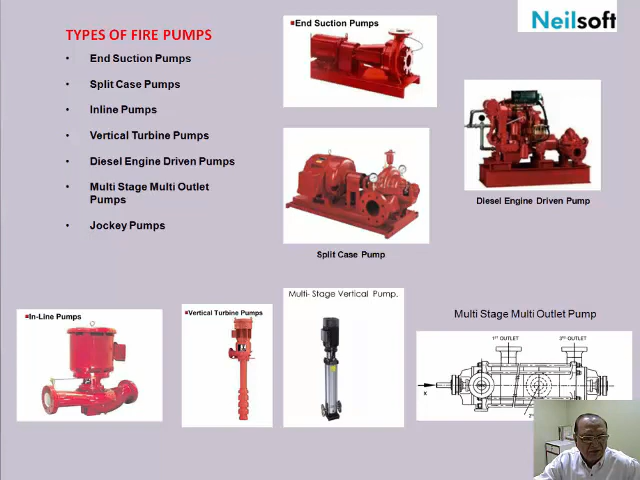 TYPES OF FIRE PUMPS
• End Suction Pumps
• Split Case Pumps
• Inline Pumps
• Vertical Turbine Pumps
• Diesel Engine Driven Pumps
• Multi Stage Multi Outlet
Pumps
• Jockey Pumps
▪End Suction Pumps
Neilsoft
Diesel Engine Driven Pump
Split Case Pump
▪In-Line Pumps
▪Vertical Turbine Pumps
Multi- Stage Vertical Pump.
Multi Stage Multi Outlet Pump
1ST OUTLET
3RD OUTLET
X